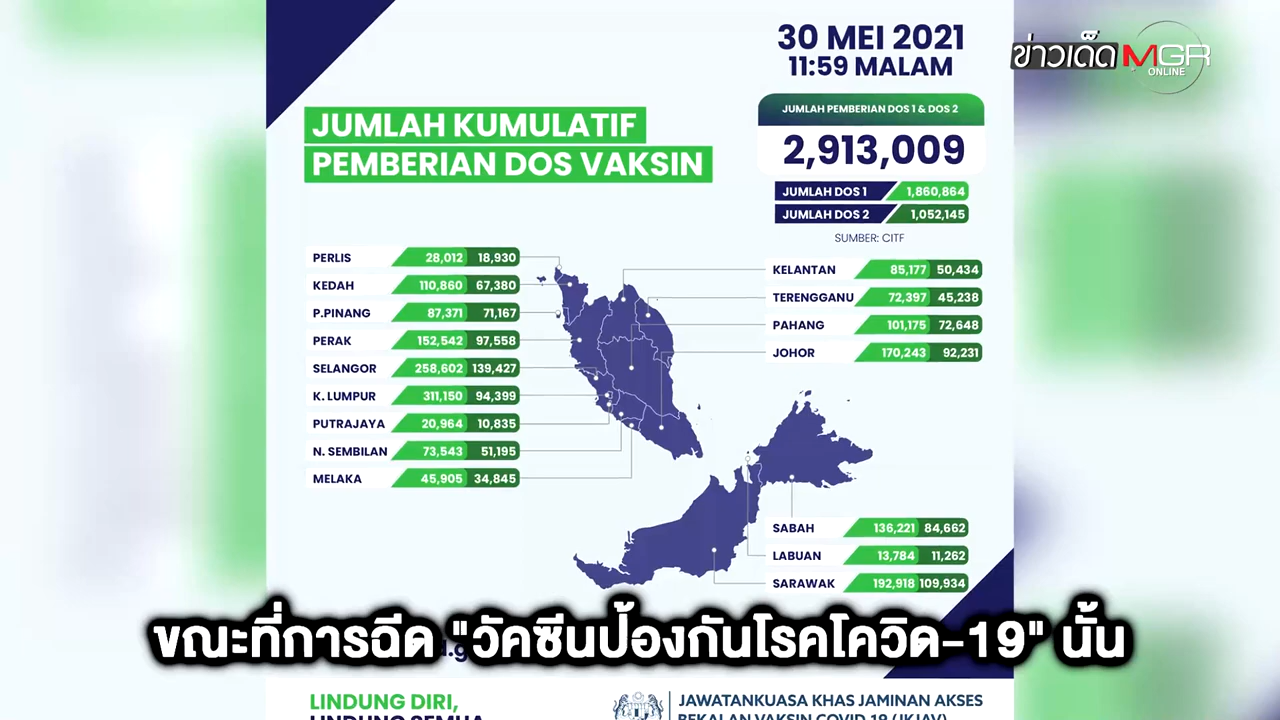 30 MEI 2021
11:59 MALAM
ข่าวเด็ด MGR
ONLINE
JUMLAH KUMULATIF
PEMBERIAN DOS VAKSIN
JUMLAH PEMBERIAN DOS 1 & DOS 2
2,913,009
JUMLAH DOS 1 1,860,864
JUMLAH DOS 2 1,052,145
SUMBER: CITF
PERLIS 28,012 18,930
KEDAH 110,860 67,380
P.PINANG 87,371 71,167
PERAK 152,542 97,558
SELANGOR 258,602 139,427
K. LUMPUR 311,150 94,399
PUTRAJAYA 20,964 10,835
N. SEMBILAN 73,543 51,195
MELAKA 45,905 34,845
KELANTAN 85,177 50,434
TERENGGANU 72,397 45,238
PAHANG 101,175 72,648
JOHOR 170,243 92,231
SABAH 136,221 84,662
LABUAN 13,784 11,262
SARAWAK 192,918 109,934
ขณะที่การฉีด "วัคซีนป้องกันโรคโควิด-19" นั้น
LINDUNG DIRI,
LINDUNG SEMUA
JAWATANKUASA KHAS JAMINAN AKSES
BEKALAN VAKSIN COVID-19 (JKJAV)